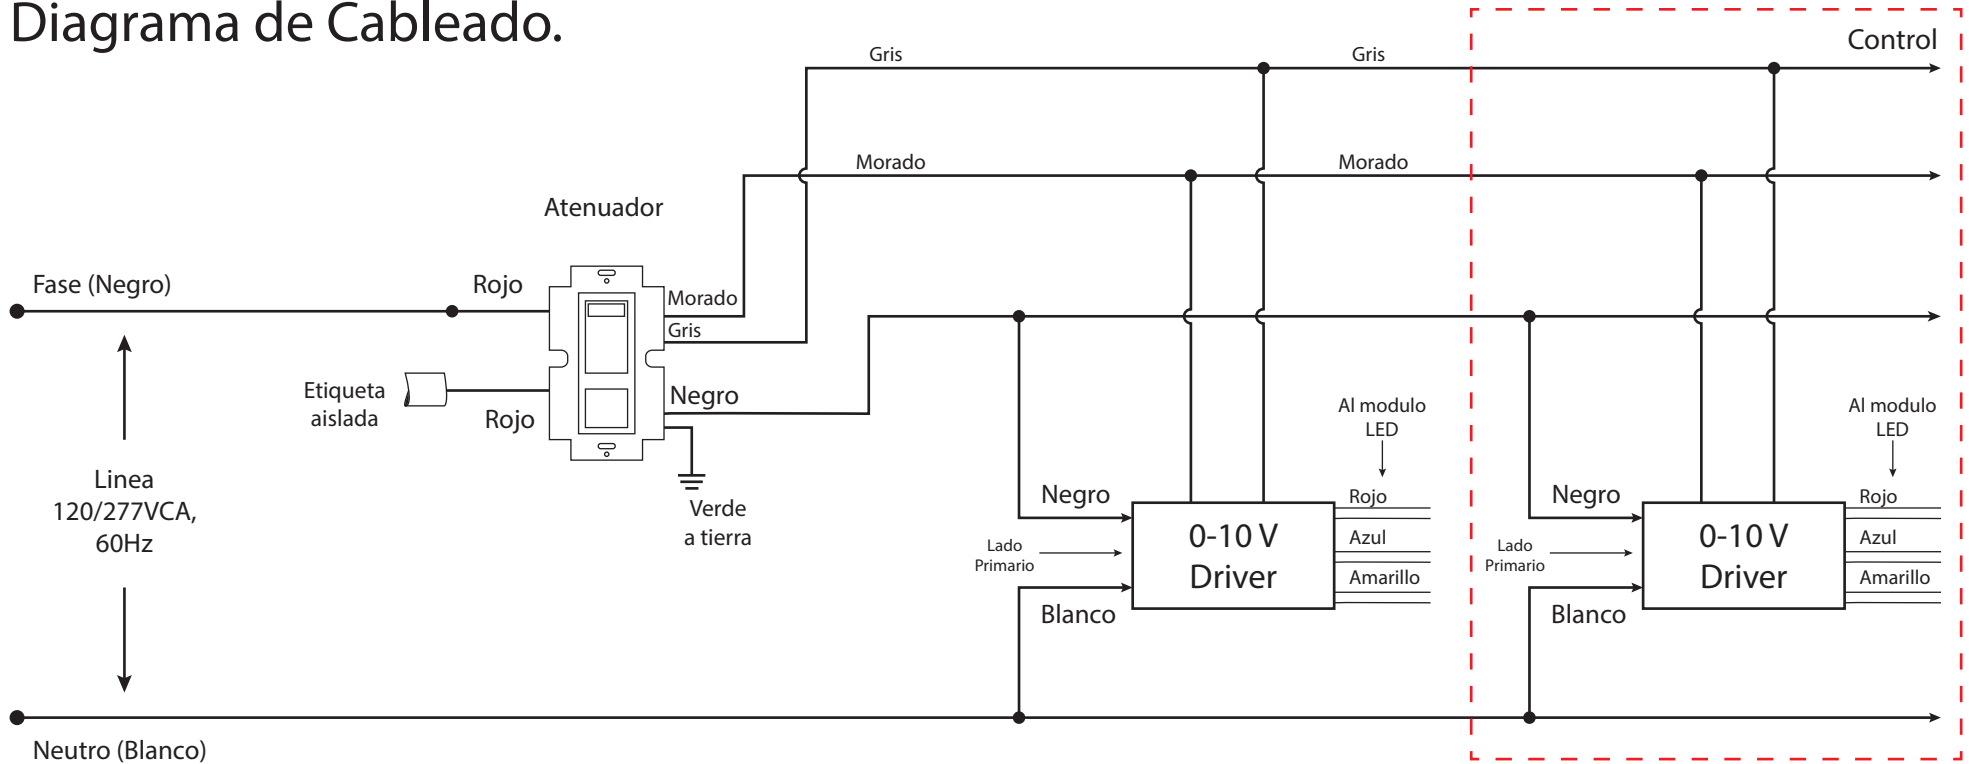 Diagrama de Cableado.
Control
Gris
Gris
Morado
Morado
Atenuador
Fase (Negro)
Rojo
Morado
Gris
Etiqueta
aislada
Rojo
Negro
Verde
a tierra
Linea
120/277VCA,
60Hz
Negro
Lado
Primario
Blanco
0-10 V
Driver
Al modulo
LED
Rojo
Azul
Amarillo
Negro
Lado
Primario
Blanco
0-10 V
Driver
Al modulo
LED
Rojo
Azul
Amarillo
Neutro (Blanco)